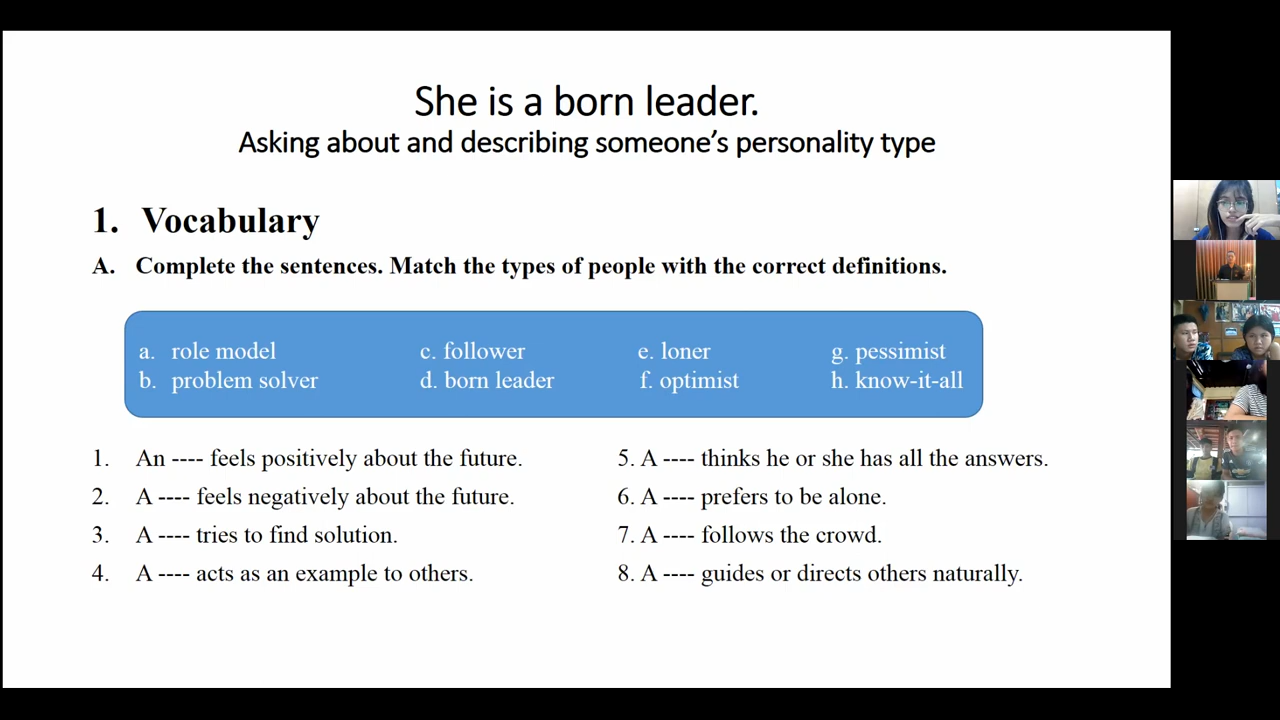 She is a born leader.
Asking about and describing someone’s personality type
1. Vocabulary
A. Complete the sentences. Match the types of people with the correct definitions.
a. role model c. follower e. loner g. pessimist
b. problem solver d. born leader f. optimist h. know-it-all
1. An ---- feels positively about the future.
2. A ---- feels negatively about the future.
3. A ---- tries to find solution.
4. A ---- acts as an example to others.
5. A ---- thinks he or she has all the answers.
6. A ---- prefers to be alone.
7. A ---- follows the crowd.
8. A ---- guides or directs others naturally.